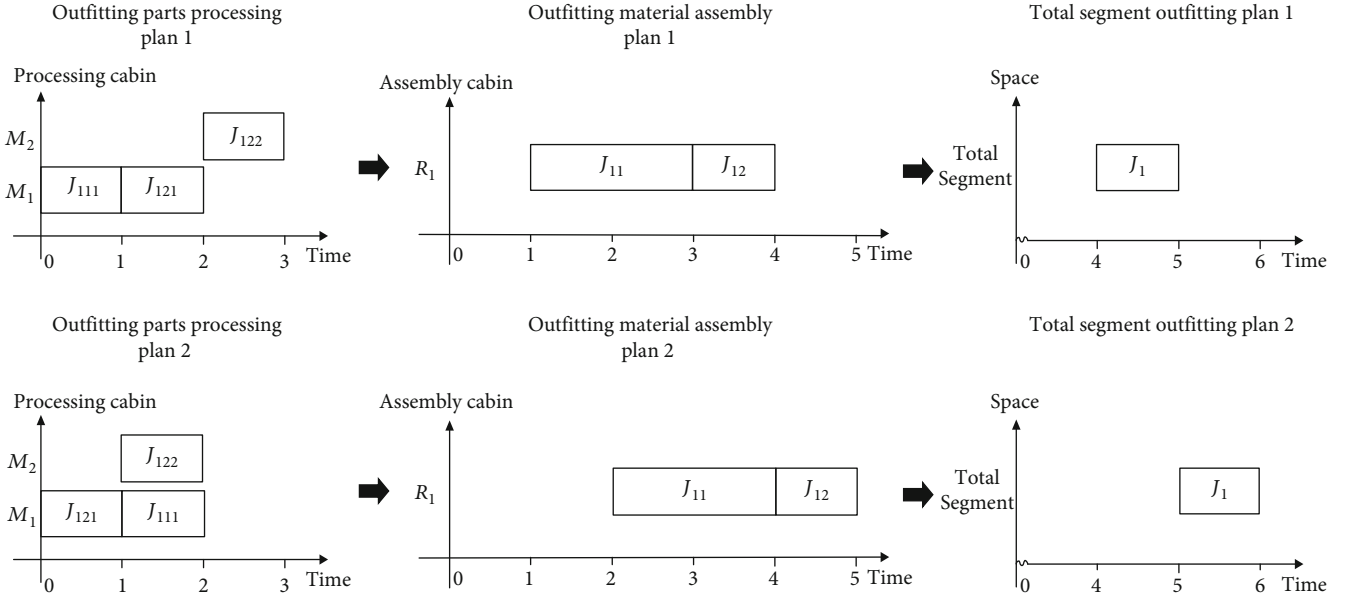 Outfitting parts processing
plan 1
Outfitting material assembly
plan 1
Total segment outfitting plan 1
Processing cabin
M2
M1
J122
J111 J121
0 1 2 3 Time
Assembly cabin
R1
J11 J12
0 1 2 3 4 5 Time
Space
Total
Segment
J1
0 4 5 6 Time
Outfitting parts processing
plan 2
Outfitting material assembly
plan 2
Total segment outfitting plan 2
Processing cabin
M2
M1
J122
J121 J111
0 1 2 3 Time
Assembly cabin
R1
J11 J12
0 1 2 3 4 5 Time
Space
Total
Segment
J1
0 4 5 6 Time